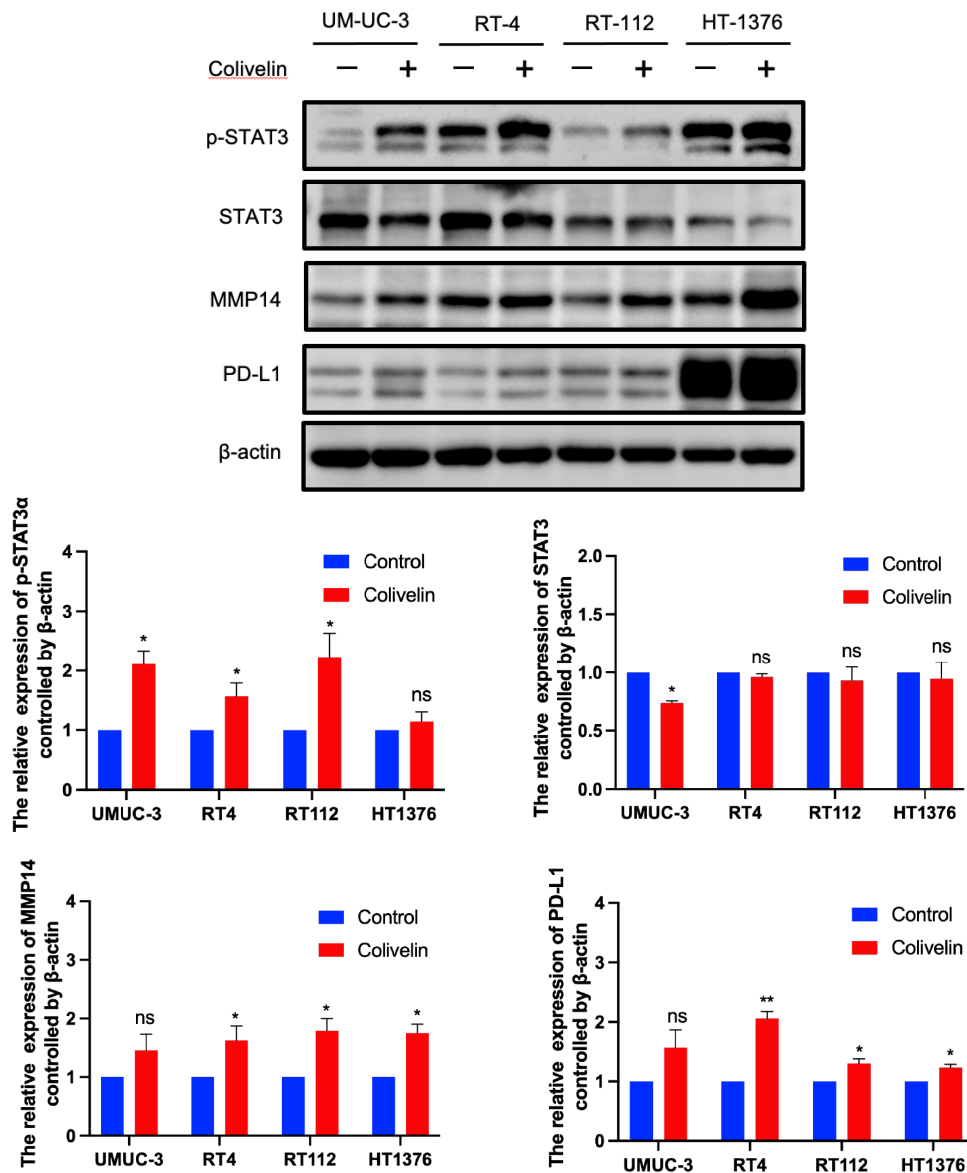 UM-UC-3 RT-4 RT-112 HT-1376
Colivelin − + − + − + − +
p-STAT3
STAT3
MMP14
PD-L1
β-actin
The relative expression of p-STAT3α
controlled by β-actin
4
3
2
1
0
Control
Colivelin
* * * ns
UMUC-3 RT4 RT112 HT1376
The relative expression of STAT3
controlled by β-actin
2.0
1.5
1.0
0.5
0.0
Control
Colivelin
* ns ns ns
UMUC-3 RT4 RT112 HT1376
The relative expression of MMP14
controlled by β-actin
4
3
2
1
0
Control
Colivelin
ns * * *
UMUC-3 RT4 RT112 HT1376
The relative expression of PD-L1
controlled by β-actin
4
3
2
1
0
Control
Colivelin
ns ** * *
UMUC-3 RT4 RT112 HT1376